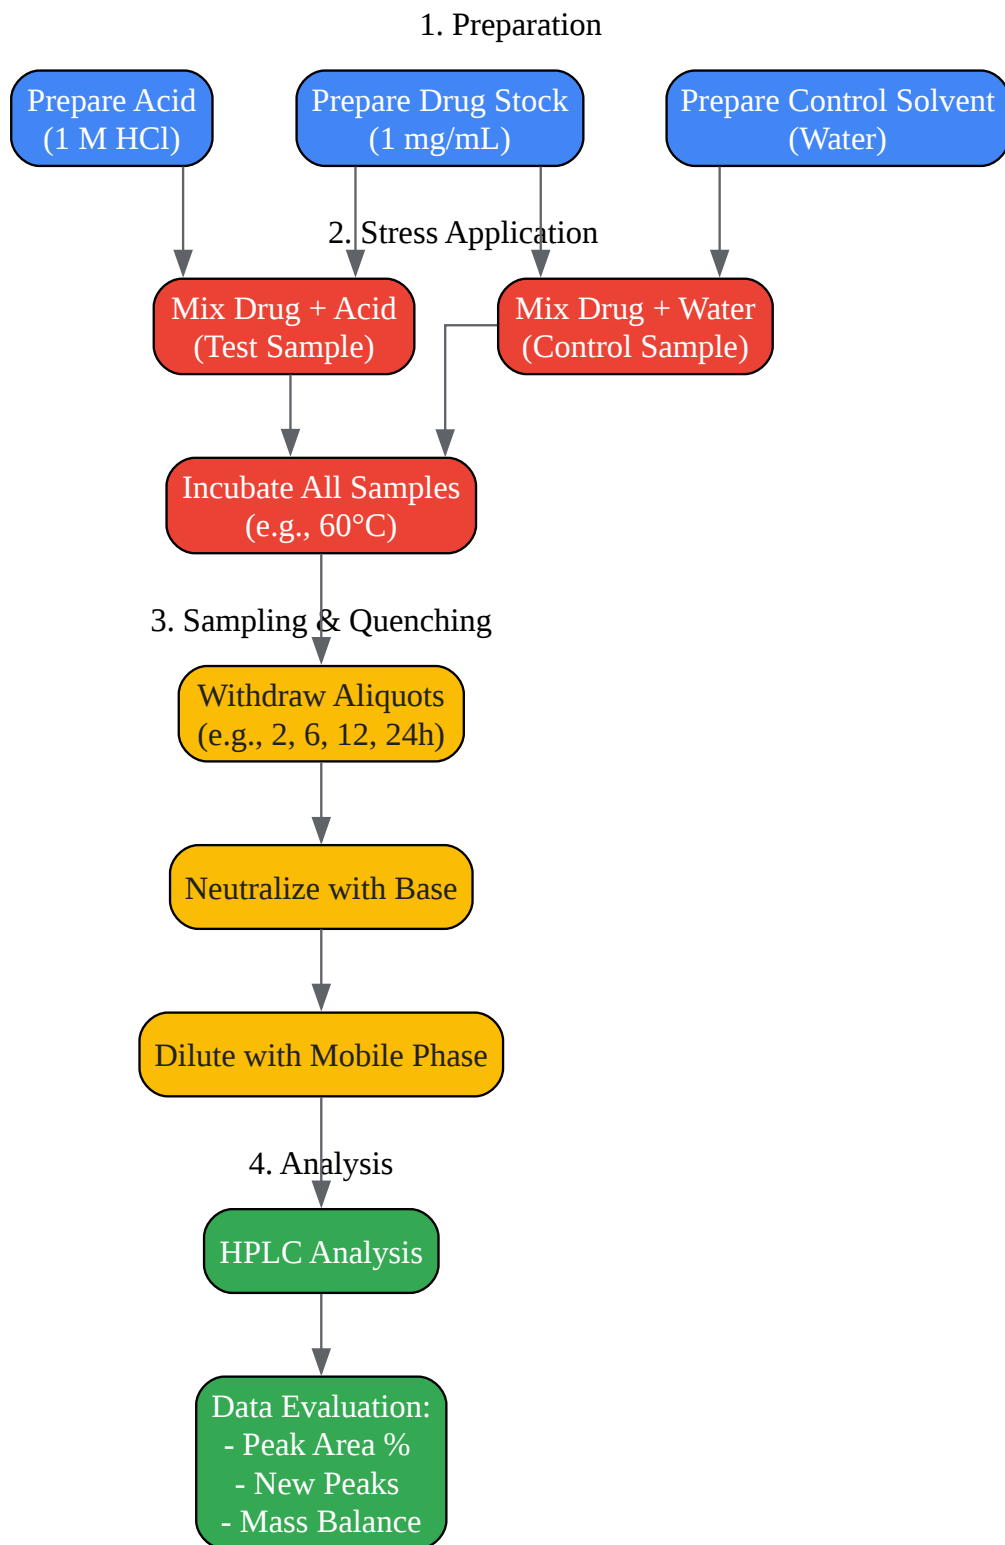 1. Preparation
Prepare Acid
(1 M HCl)
Prepare Drug Stock
(1 mg/mL)
Prepare Control Solvent
(Water)
2. Stress Application
Mix Drug + Acid
(Test Sample)
Mix Drug + Water
(Control Sample)
Incubate All Samples
(e.g., 60°C)
3. Sampling & Quenching
Withdraw Aliquots
(e.g., 2, 6, 12, 24h)
Neutralize with Base
Dilute with Mobile Phase
4. Analysis
HPLC Analysis
Data Evaluation:
- Peak Area %
- New Peaks
- Mass Balance